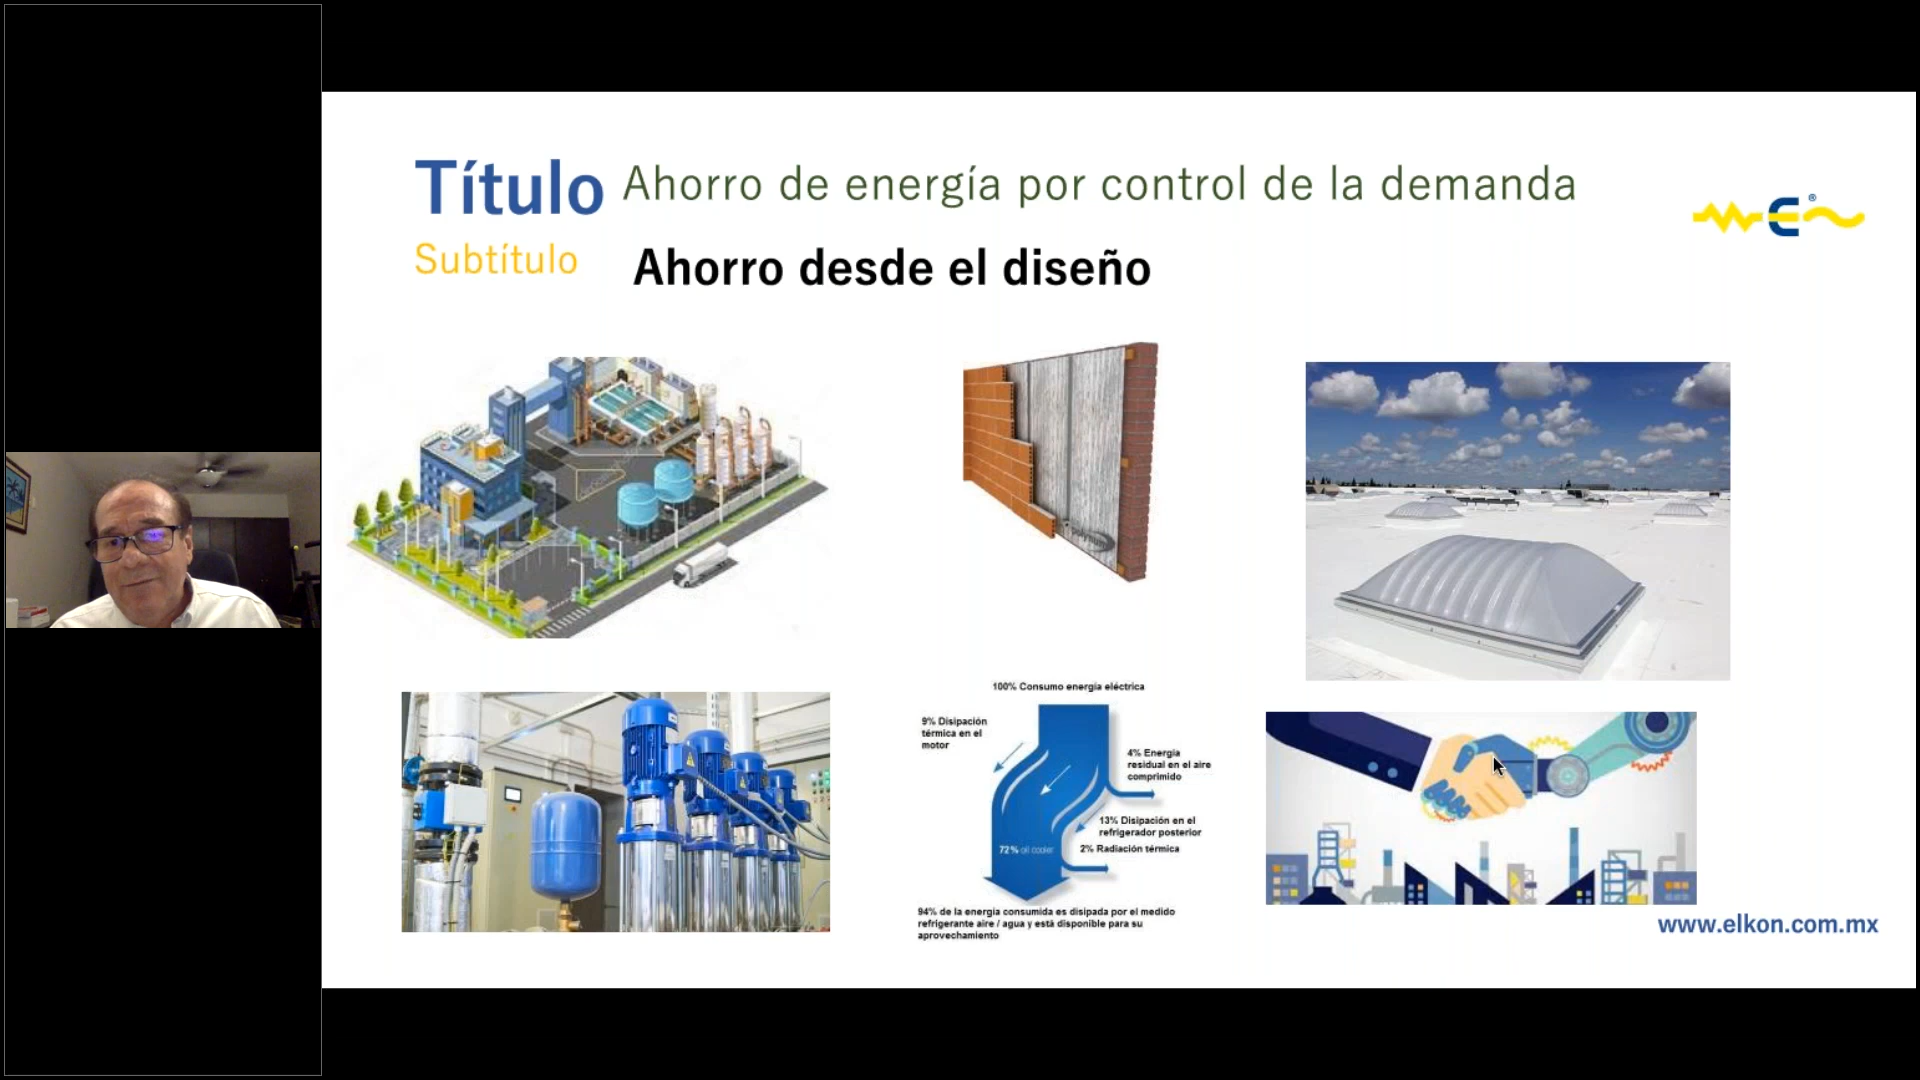 Título Ahorro de energía por control de la demanda
Subtítulo Ahorro desde el diseño
E ®
100% Consumo energía eléctrica
9% Disipación
térmica en el
motor
4% Energía
residual en el aire
comprimido
13% Disipación en el
refrigerador posterior
2% Radiación térmica
72% oil cooler
94% de la energía consumida es disipada por el medido
refrigerante aire / agua y está disponible para su
aprovechamiento
www.elkon.com.mx